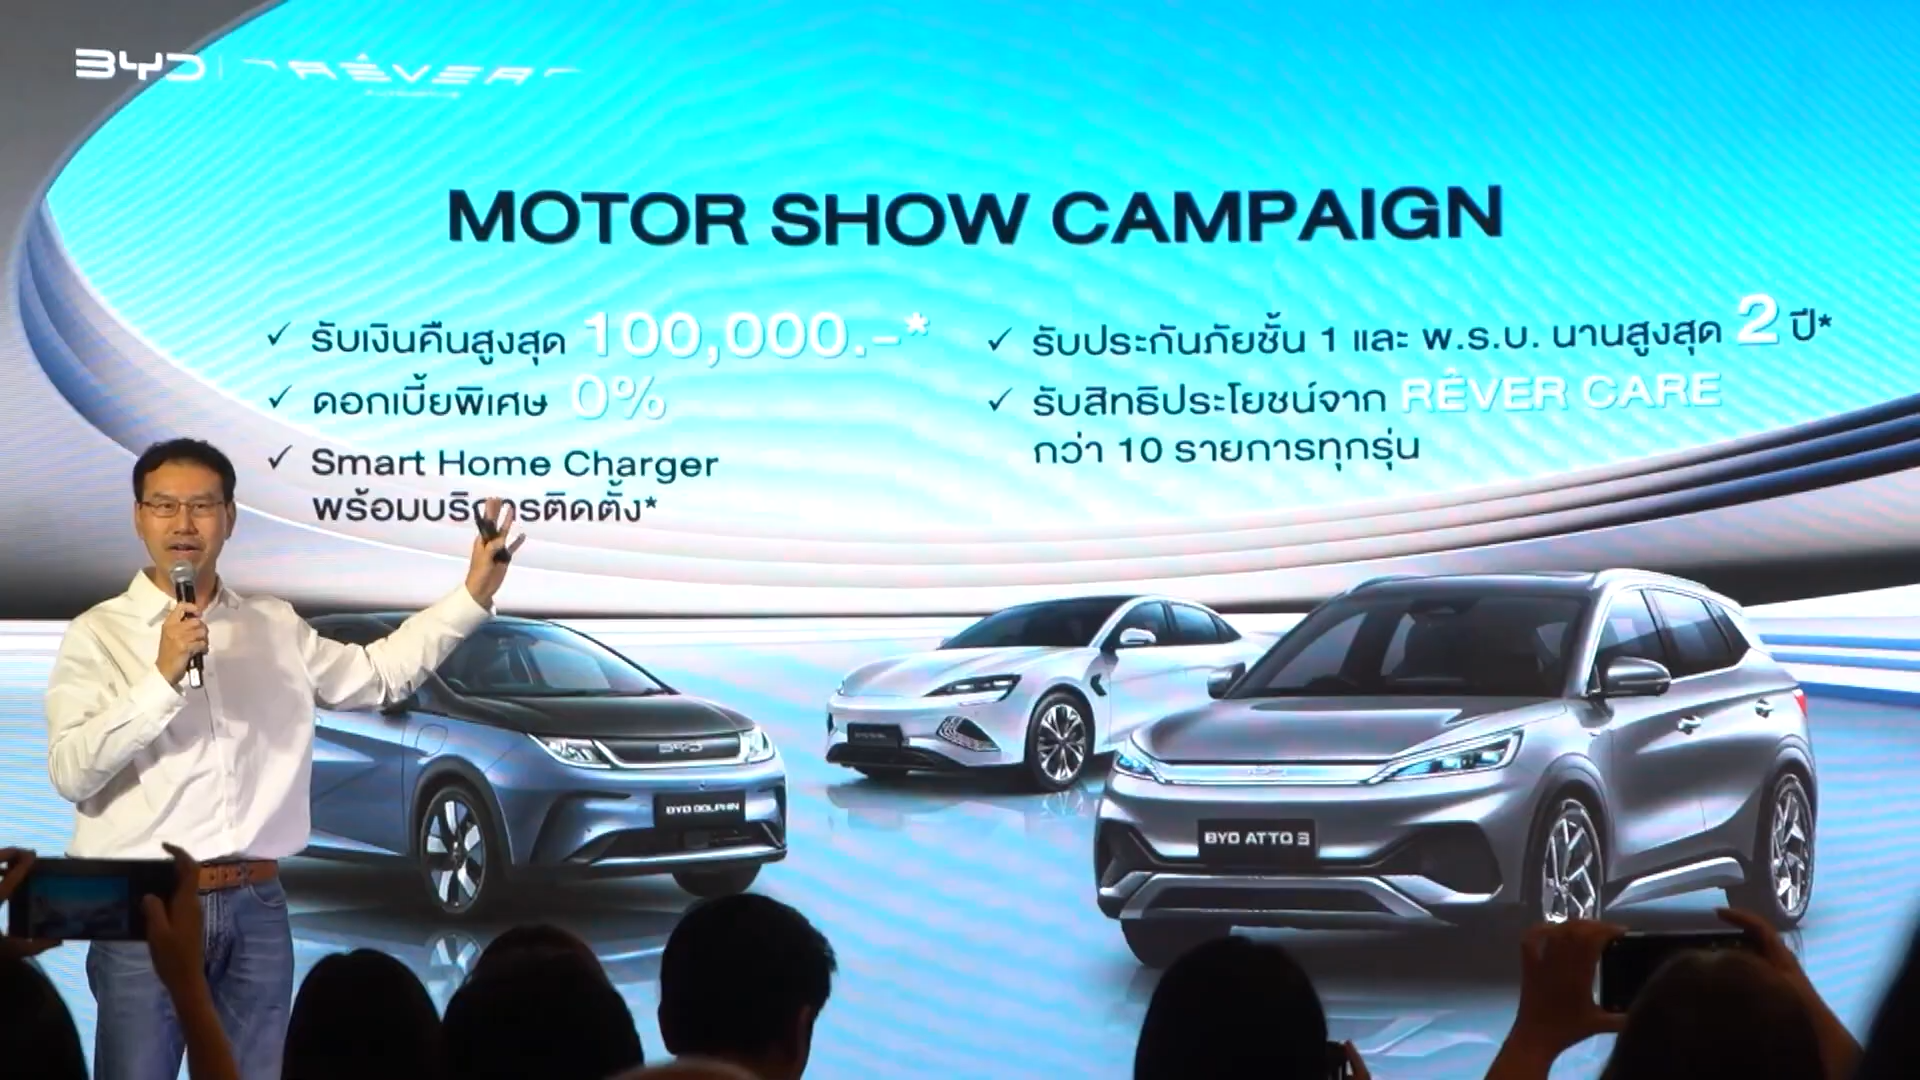 BYD | RÊVER
MOTOR SHOW CAMPAIGN
✓ รับเงินคืนสูงสุด 100,000.-*
✓ ดอกเบี้ยพิเศษ 0%
✓ Smart Home Charger
พร้อมบริการติดตั้ง*
✓ รับประกันภัยชั้น 1 และ พ.ร.บ. นานสูงสุด 2 ปี*
✓ รับสิทธิประโยชน์จาก RÊVER CARE
กว่า 10 รายการทุกรุ่น
BYD
BYD DOLPHIN
BYD ATTO 3